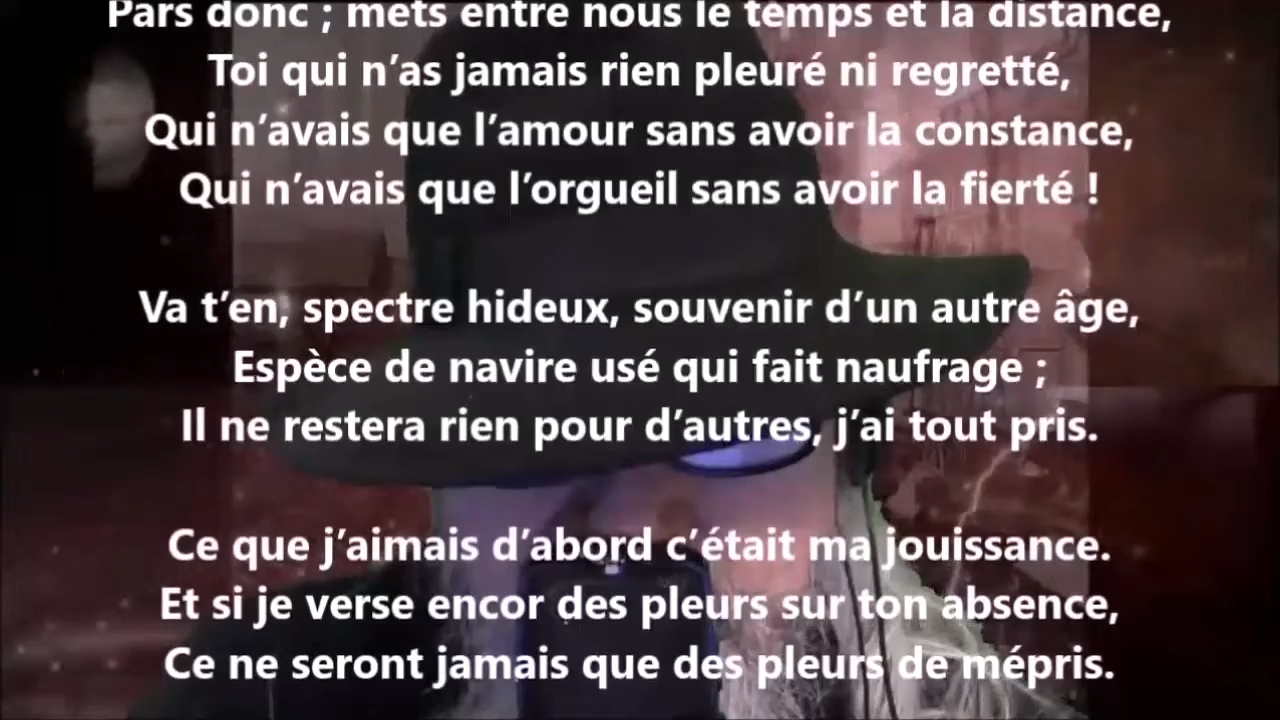 Pars donc ; mets entre nous le temps et la distance,
Toi qui n’as jamais rien pleuré ni regretté,
Qui n’avais que l’amour sans avoir la constance,
Qui n’avais que l’orgueil sans avoir la fierté !
Va t’en, spectre hideux, souvenir d’un autre âge,
Espèce de navire usé qui fait naufrage ;
Il ne restera rien pour d’autres, j’ai tout pris.
Ce que j’aimais d’abord c’était ma jouissance.
Et si je verse encor des pleurs sur ton absence,
Ce ne seront jamais que des pleurs de mépris.